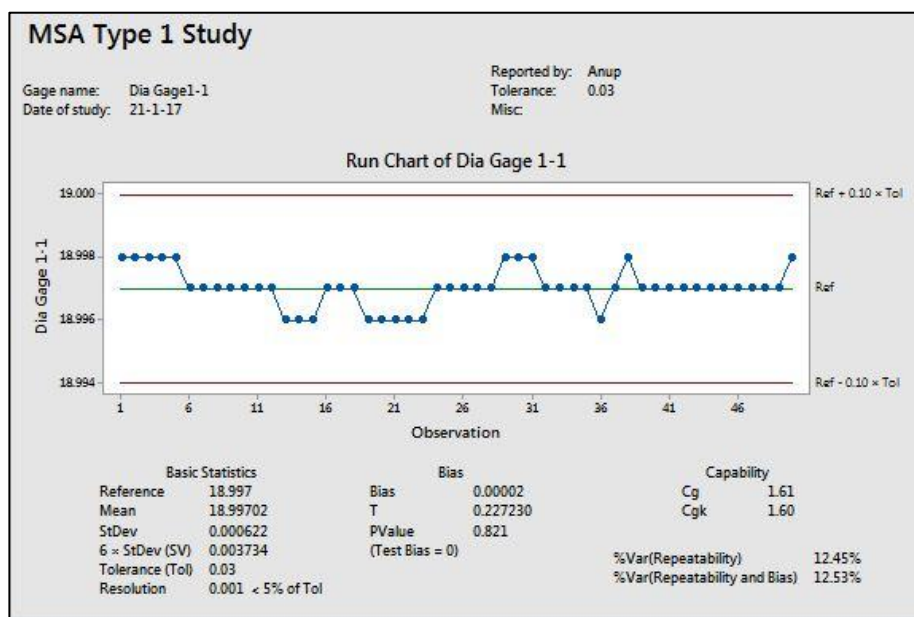 MSA Type 1 Study
Gage name: Dia Gage1-1
Date of study: 21-1-17
Reported by: Anup
Tolerance: 0.03
Misc:
Run Chart of Dia Gage 1-1
19.000
18.998
18.996
18.994
Dia Gage 1-1
Ref + 0.10 × Tol
Ref
Ref - 0.10 × Tol
1 6 11 16 21 26 31 36 41 46
Observation
Basic Statistics
Reference 18.997
Mean 18.99702
StDev 0.000622
6 × StDev (SV) 0.003734
Tolerance (Tol) 0.03
Resolution 0.001 < 5% of Tol
Bias
Bias 0.00002
T 0.227230
PValue 0.821
(Test Bias = 0)
Capability
Cg 1.61
Cgk 1.60
%Var(Repeatability) 12.45%
%Var(Repeatability and Bias) 12.53%